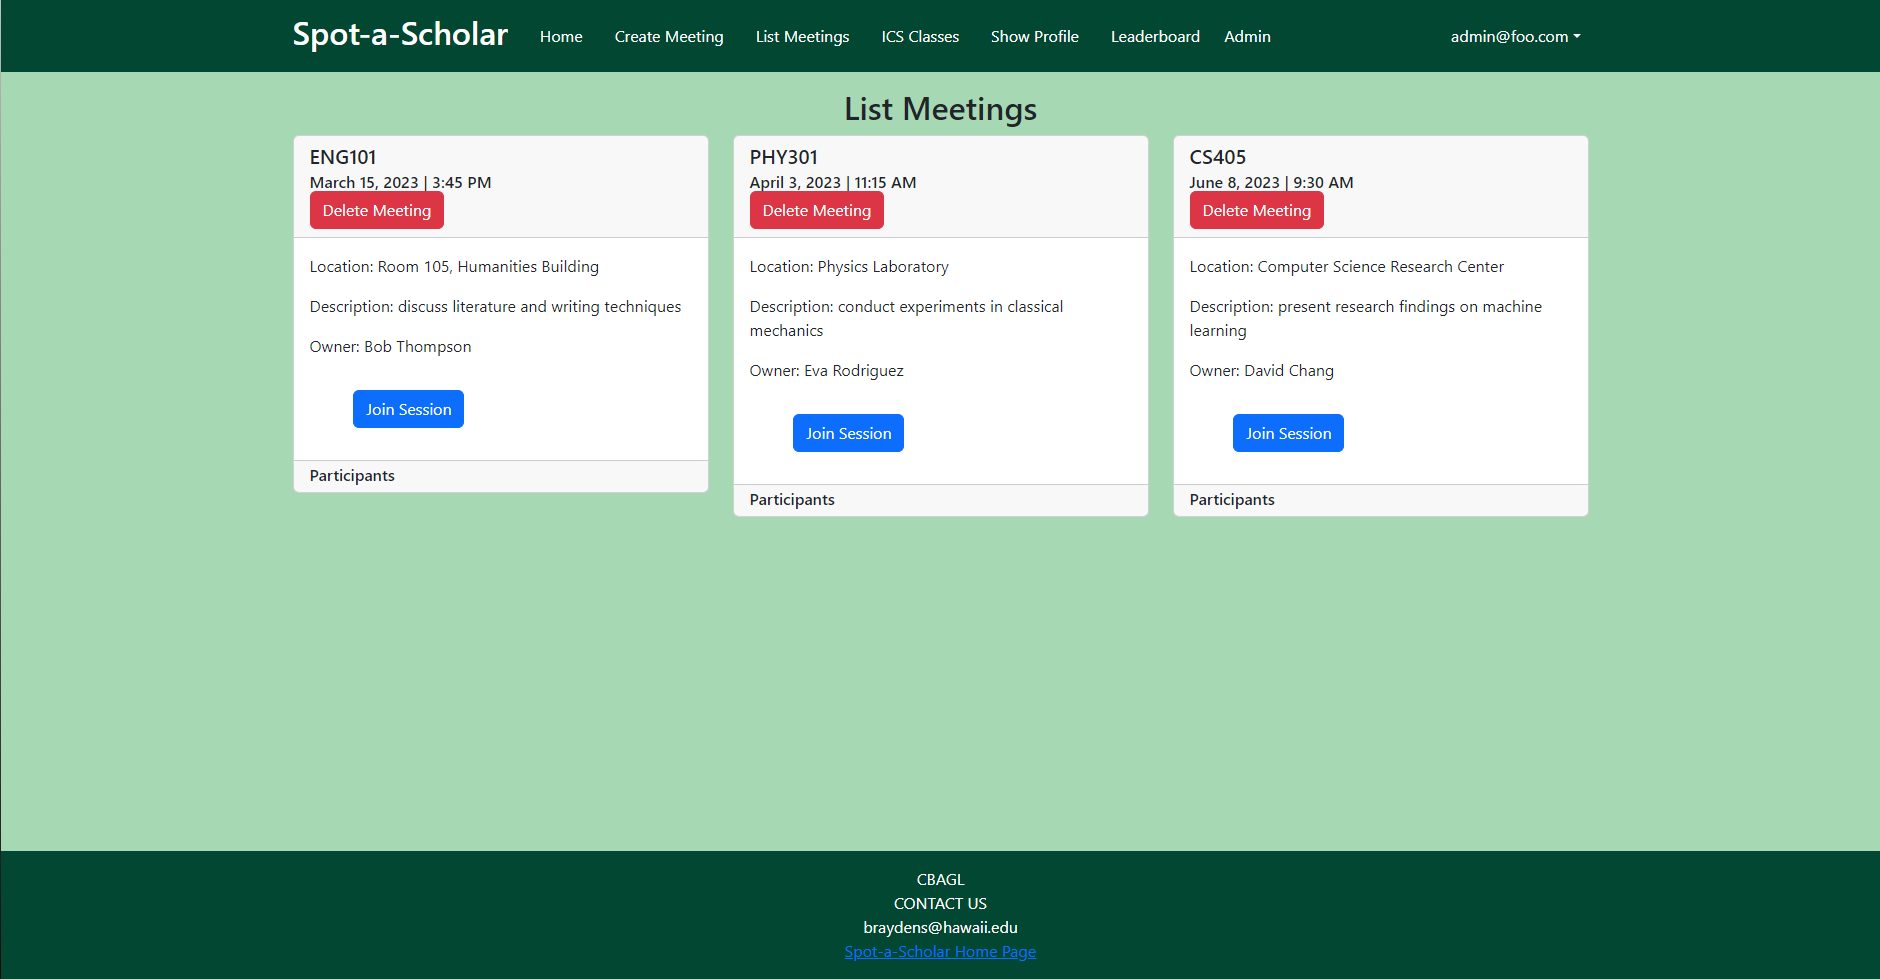 Spot-a-Scholar Home Create Meeting List Meetings ICS Classes Show Profile Leaderboard Admin admin@foo.com
List Meetings
ENG101
March 15, 2023 | 3:45 PM
Delete Meeting
Location: Room 105, Humanities Building
Description: discuss literature and writing techniques
Owner: Bob Thompson
Join Session
Participants
PHY301
April 3, 2023 | 11:15 AM
Delete Meeting
Location: Physics Laboratory
Description: conduct experiments in classical
mechanics
Owner: Eva Rodriguez
Join Session
Participants
CS405
June 8, 2023 | 9:30 AM
Delete Meeting
Location: Computer Science Research Center
Description: present research findings on machine
learning
Owner: David Chang
Join Session
Participants
CBAGL
CONTACT US
braydens@hawaii.edu
Spot-a-Scholar Home Page